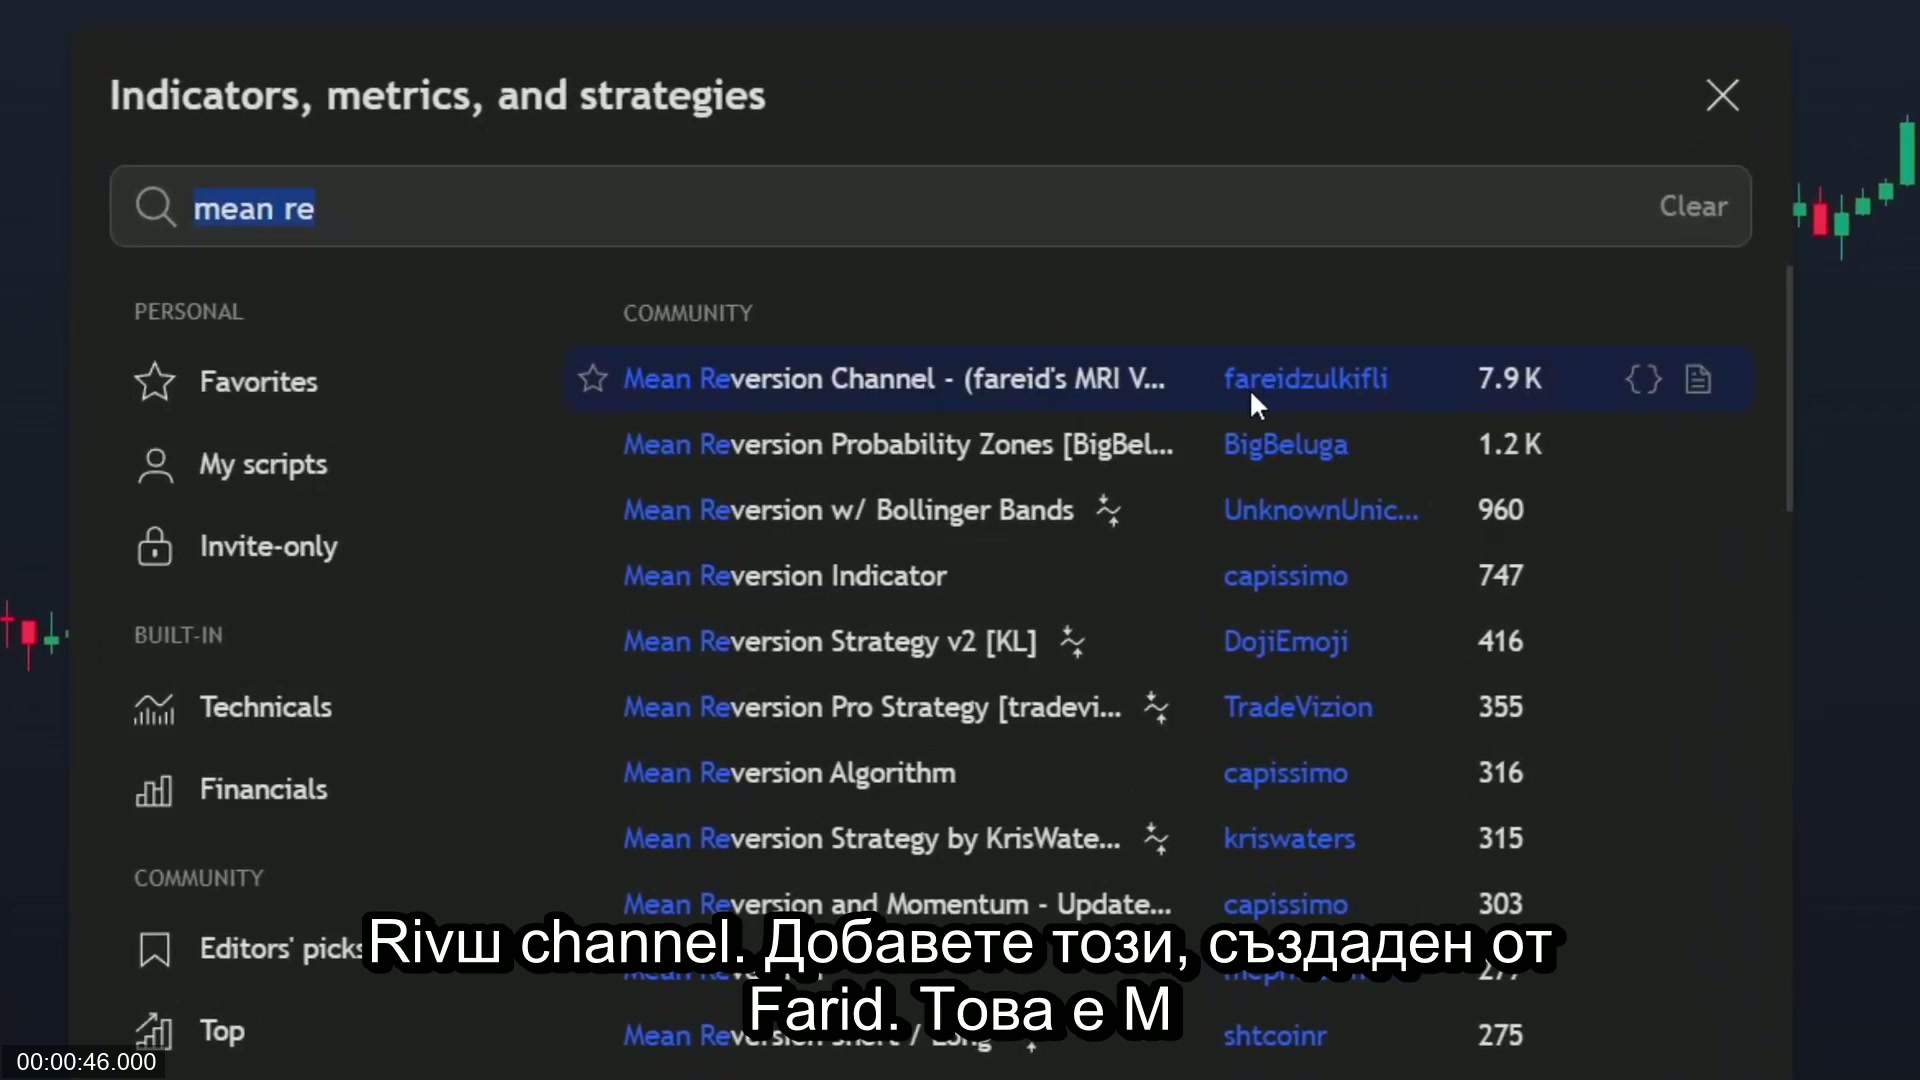 Indicators, metrics, and strategies
mean re
Clear
PERSONAL
Favorites
My scripts
Invite-only
BUILT-IN
Technicals
Financials
COMMUNITY
Editors' picks
Top
COMMUNITY
Mean Reversion Channel - (fareid's MRI V... fareidzulkifli 7.9 K
Mean Reversion Probability Zones [BigBel... BigBeluga 1.2 K
Mean Reversion w/ Bollinger Bands UnknownUnic... 960
Mean Reversion Indicator capissimo 747
Mean Reversion Strategy v2 [KL] DojiEmoji 416
Mean Reversion Pro Strategy [tradevi... TradeVizion 355
Mean Reversion Algorithm capissimo 316
Mean Reversion Strategy by KrisWate... kriswaters 315
Mean Reversion and Momentum - Update... capissimo 303
277
Mean Reversion Short / Long shtcoinr 275
Rivш channel. Добавете този, създаден от
Farid. Това е М
00:00:46.000